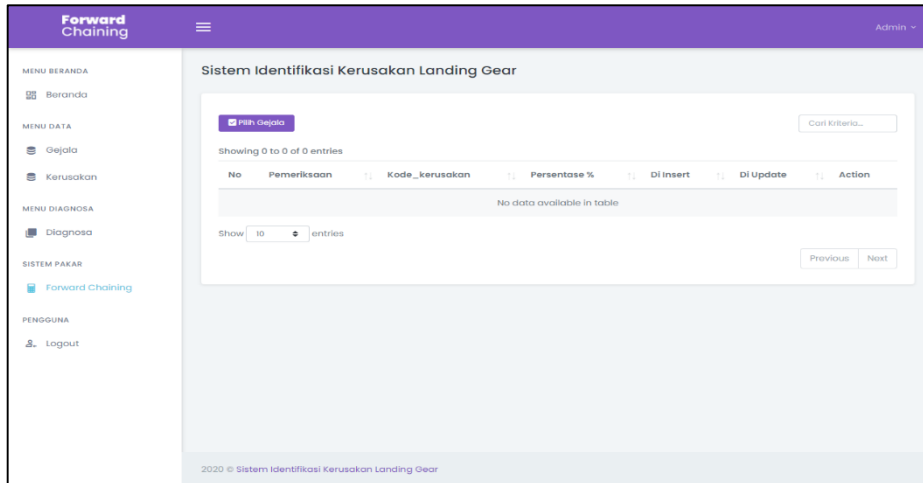 Forward
Chaining
Admin
MENU BERANDA
Beranda
MENU DATA
Gejala
Kerusakan
MENU DIAGNOSA
Diagnosa
SISTEM PAKAR
Forward Chaining
PENGGUNA
Logout
Sistem Identifikasi Kerusakan Landing Gear
Pilih Gejala
Cari Kriteria...
Showing 0 to 0 of 0 entries
No Pemeriksaan Kode_kerusakan Persentase % Di Insert Di Update Action
No data available in table
Show 10 entries
Previous Next
2020 © Sistem Identifikasi Kerusakan Landing Gear